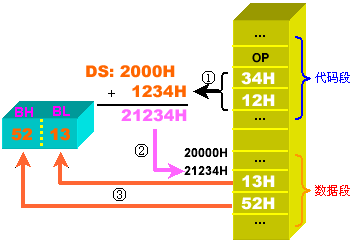 ...
OP
34H
12H
代码段
①
DS: 2000H
+ 1234H
21234H
BH BL
52 13
②
20000H
21234H
...
13H
52H
...
数据段
③